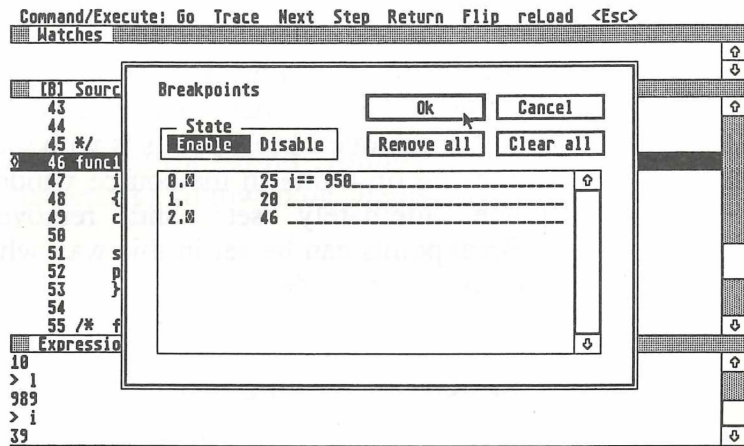 Command/Execute: Go Trace Next Step Return Flip reLoad <Esc>
Watches
[B] Sourc
Breakpoints
Ok Cancel
State
Enable Disable Remove all Clear all
43
44
45 */
46 funci
47 i
48 {
49 c
50
51 s
52 p
53 }
54
55 /* f
0. 25 i== 950
1. 20
2. 46
Expressio
10
> l
989
> i
39